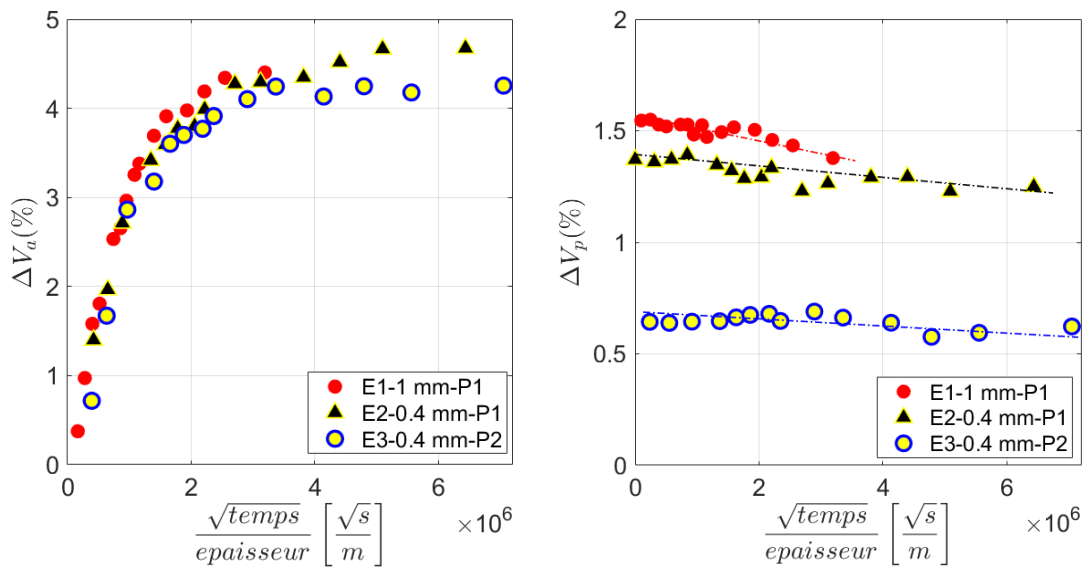 5
4
3
2
1
0
ΔV_a(%)
E1-1 mm-P1
E2-0.4 mm-P1
E3-0.4 mm-P2
0 2 4 6
×10^6
√temps/epaisseur [√s/m]
2
1.5
1
0.5
0
ΔV_p(%)
E1-1 mm-P1
E2-0.4 mm-P1
E3-0.4 mm-P2
0 2 4 6
×10^6
√temps/epaisseur [√s/m]